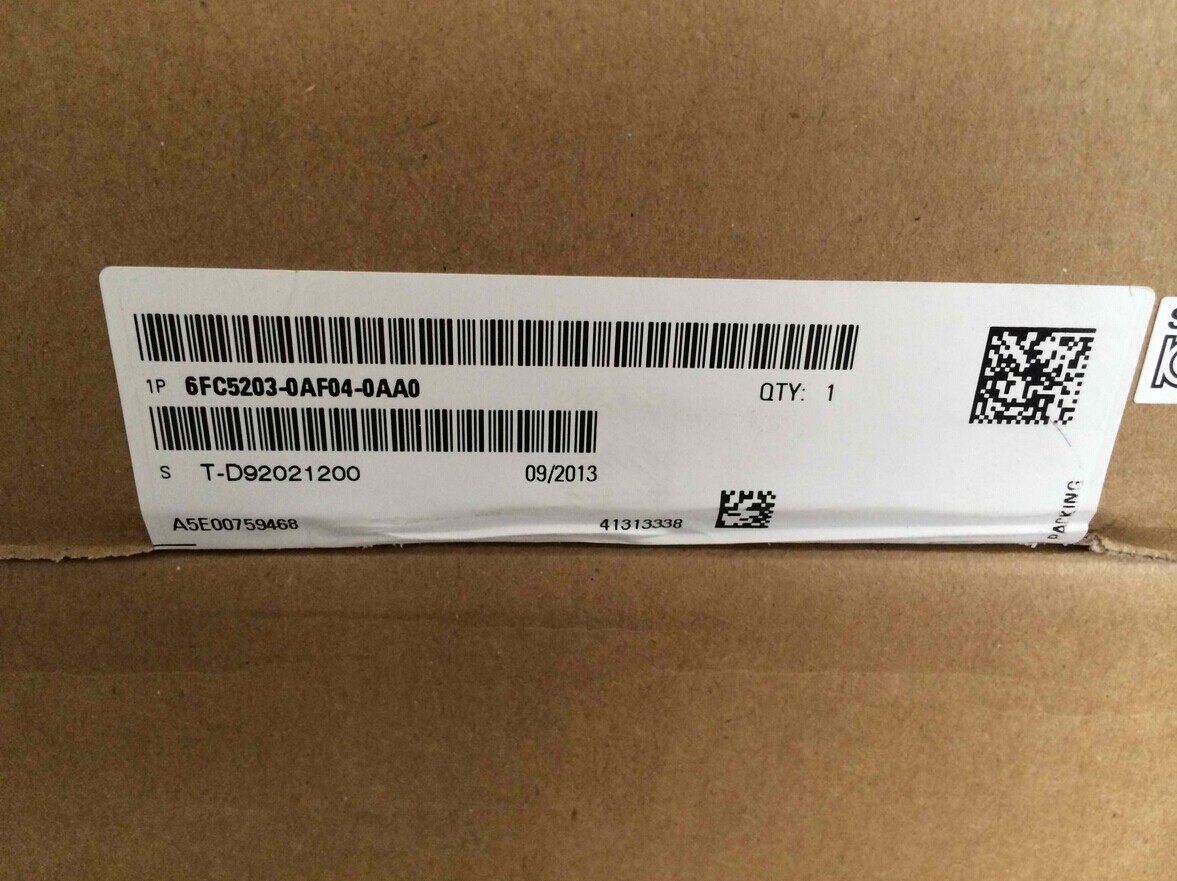 1P 6FC5203-0AF04-0AA0 QTY: 1
S T-D92021200 09/2013
A5E00759468 41313338
PACKING